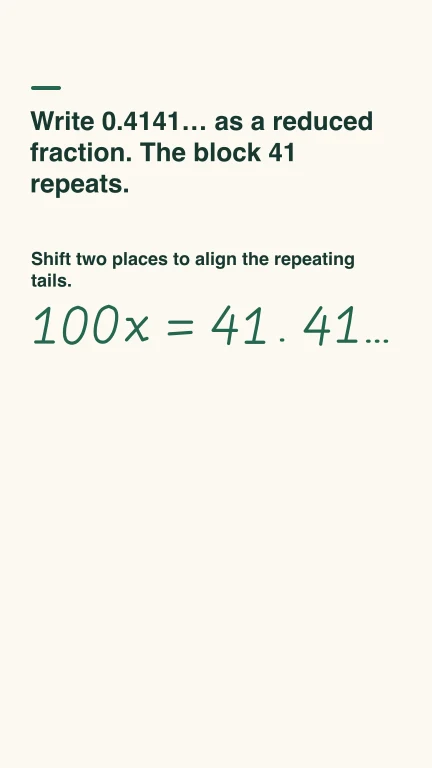 Write 0.4141… as a reduced
fraction. The block 41
repeats.
Shift two places to align the repeating
tails.
100x = 41.41...